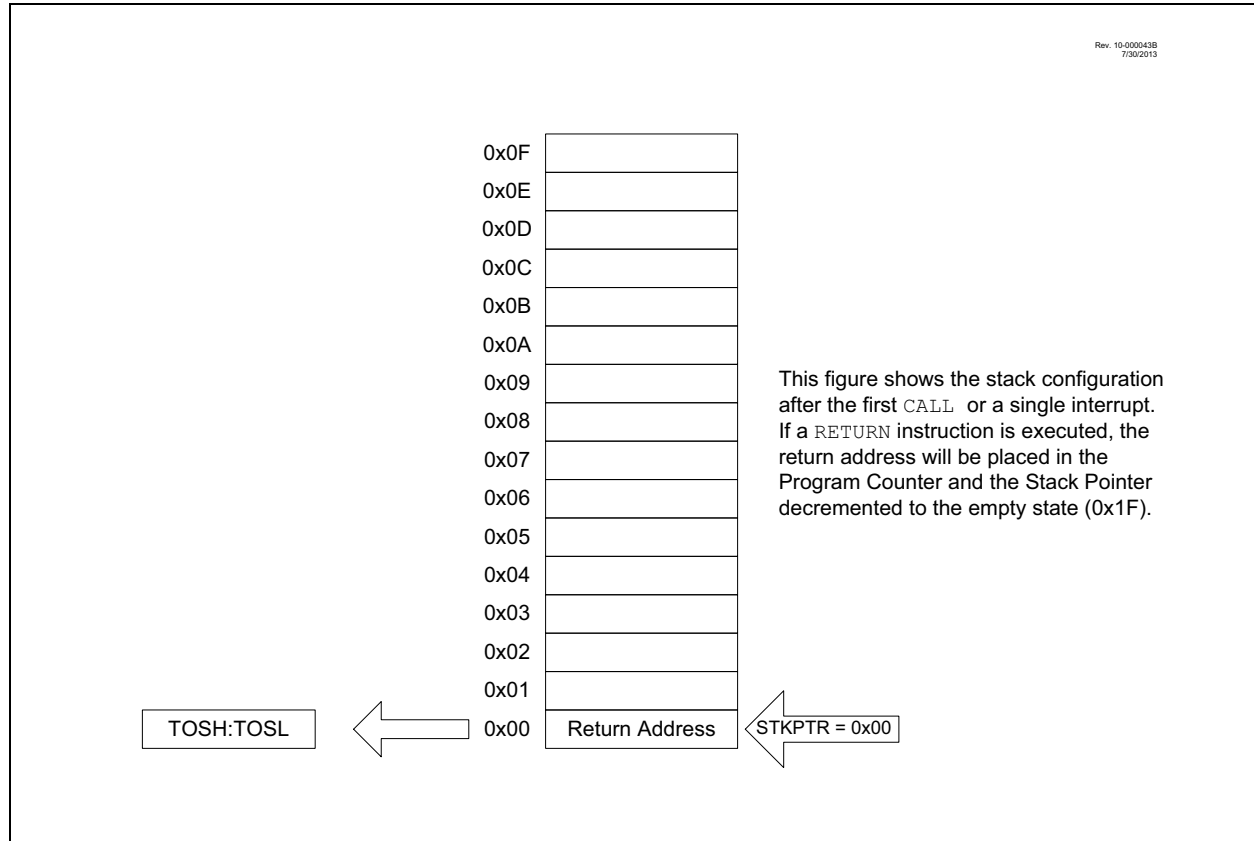 Rev. 10-000043B
7/30/2013
0x0F
0x0E
0x0D
0x0C
0x0B
0x0A
0x09
This figure shows the stack configuration
after the first CALL or a single interrupt.
0x08
If a RETURN instruction is executed, the
return address will be placed in the
0x07
Program Counter and the Stack Pointer
0x06
decremented to the empty state (0x1F).
0x05
0x04
0x03
0x02
0x01
TOSH:TOSL
0x00
Return Address
STKPTR = 0x00